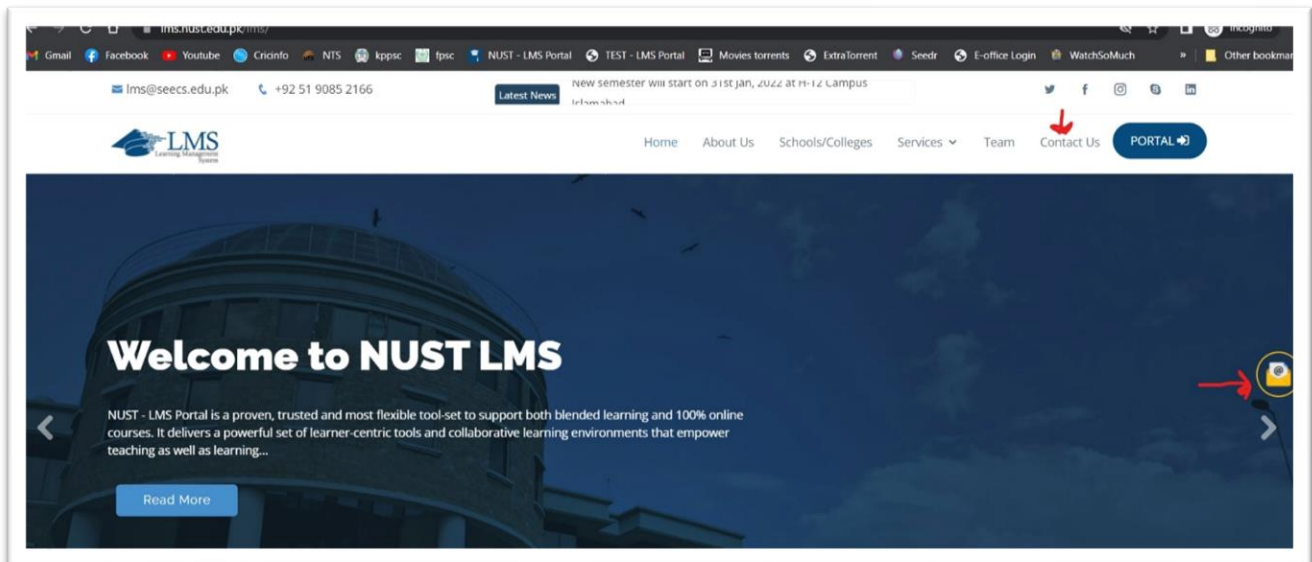 lms.nust.edu.pk/lms/
Incognito
Gmail Facebook Youtube Cricinfo NTS kppsc fpsc NUST - LMS Portal TEST - LMS Portal Movies torrents ExtraTorrent Seedr E-office Login WatchSoMuch » Other bookmar
lms@seecs.edu.pk +92 51 9085 2166 Latest News New semester will start on 31st Jan, 2022 at H-12 Campus
Islamabad
LMS
Learning Management
System
Home About Us Schools/Colleges Services Team Contact Us PORTAL
Welcome to NUST LMS
NUST - LMS Portal is a proven, trusted and most flexible tool-set to support both blended learning and 100% online
courses. It delivers a powerful set of learner-centric tools and collaborative learning environments that empower
teaching as well as learning...
Read More